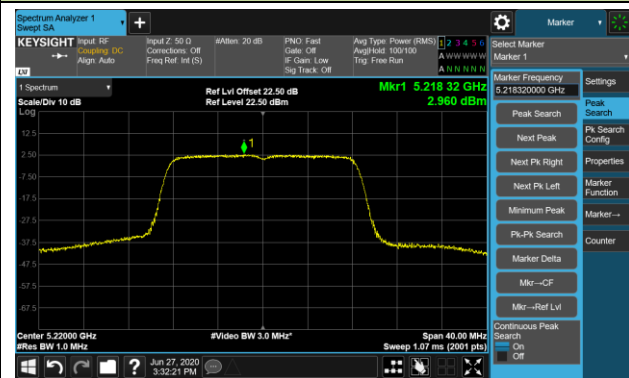 Spectrum Analyzer 1
Swept SA
Marker
KEYSIGHT
Input: RF
Coupling: DC
Align: Auto
Input Z: 50 Ω
Corrections: Off
Freq Ref: Int (S)
#Atten: 20 dB
PNO: Fast
Gate: Off
IF Gain: Low
Sig Track: Off
Avg Type: Power (RMS)
Avg|Hold: 100/100
Trig: Free Run
1 2 3 4 5 6
A W W W W W
A N N N N N
LXI
Select Marker
Marker 1
1 Spectrum
Scale/Div 10 dB
Log
Ref Lvl Offset 22.50 dB
Ref Level 22.50 dBm
Mkr1 5.218 32 GHz
2.960 dBm
12.5
2.50
-7.50
-17.5
-27.5
-37.5
-47.5
-57.5
-67.5
1
Center 5.22000 GHz
#Res BW 1.0 MHz
#Video BW 3.0 MHz*
Span 40.00 MHz
Sweep 1.07 ms (2001 pts)
Marker Frequency
5.218320000 GHz
Peak Search
Next Peak
Next Pk Right
Next Pk Left
Minimum Peak
Pk-Pk Search
Marker Delta
Mkr→CF
Mkr→Ref Lvl
Continuous Peak
Search
On
Off
Settings
Peak
Search
Pk Search
Config
Properties
Marker
Function
Marker→
Counter
?
Jun 27, 2020
3:32:21 PM